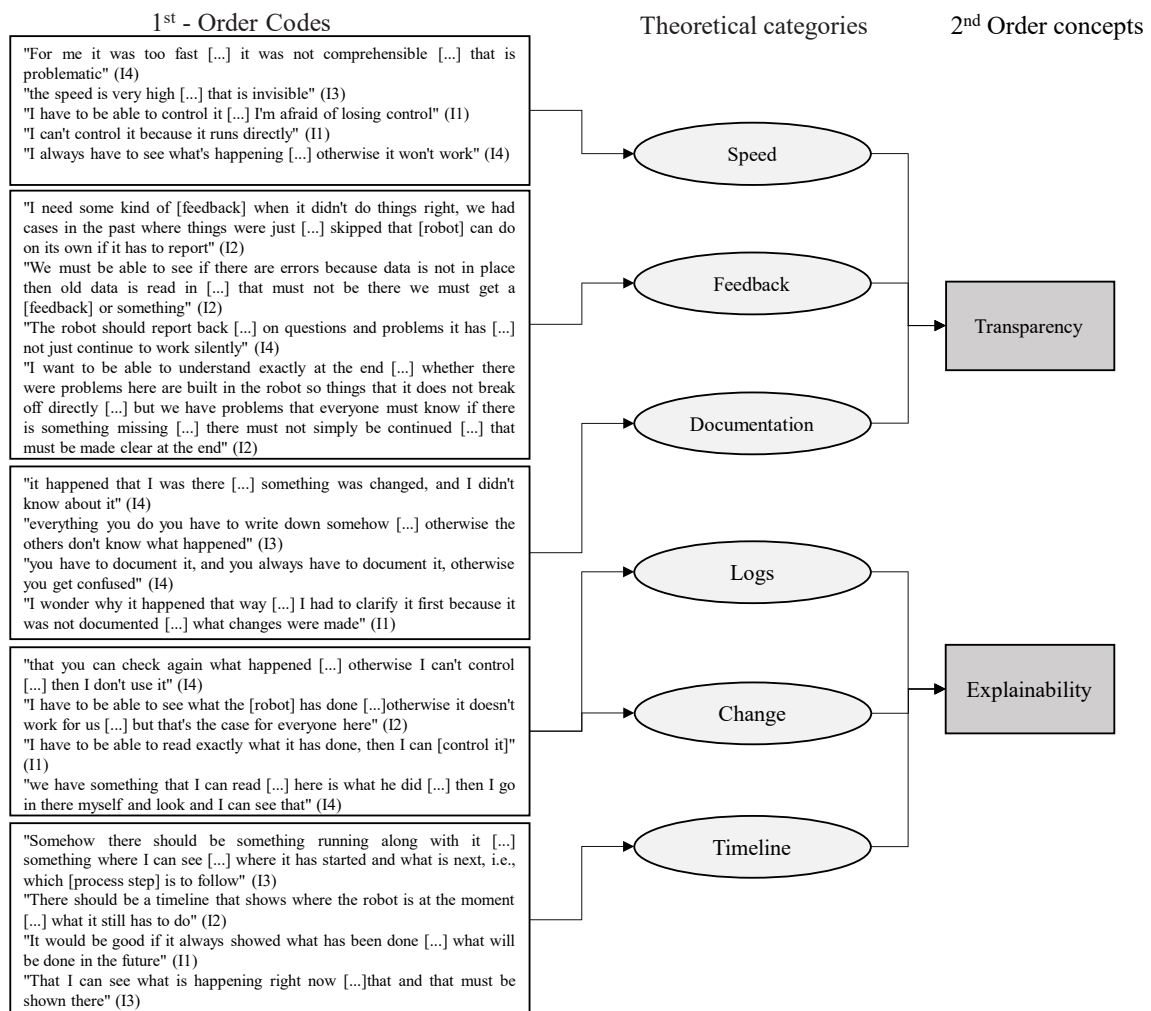 1st - Order Codes
Theoretical categories
2nd Order concepts
"For me it was too fast [...] it was not comprehensible [...] that is
problematic" (I4)
"the speed is very high [...] that is invisible" (I3)
"I have to be able to control it [...] I'm afraid of losing control" (I1)
"I can't control it because it runs directly" (I1)
"I always have to see what's happening [...] otherwise it won't work" (I4)
"I need some kind of [feedback] when it didn't do things right, we had
cases in the past where things were just [...] skipped that [robot] can do
on its own if it has to report" (I2)
"We must be able to see if there are errors because data is not in place
then old data is read in [...] that must not be there we must get a
[feedback] or something" (I2)
"The robot should report back [...] on questions and problems it has [...]
not just continue to work silently" (I4)
"I want to be able to understand exactly at the end [...] whether there
were problems here are built in the robot so things that it does not break
off directly [...] but we have problems that everyone must know if there
is something missing [...] there must not simply be continued [...] that
must be made clear at the end" (I2)
"it happened that I was there [...] something was changed, and I didn't
know about it" (I4)
"everything you do you have to write down somehow [...] otherwise the
others don't know what happened" (I3)
"you have to document it, and you always have to document it, otherwise
you get confused" (I4)
"I wonder why it happened that way [...] I had to clarify it first because it
was not documented [...] what changes were made" (I1)
"that you can check again what happened [...] otherwise I can't control
[...] then I don't use it" (I4)
"I have to be able to see what the [robot] has done [...]otherwise it doesn't
work for us [...] but that's the case for everyone here" (I2)
"I have to be able to read exactly what it has done, then I can [control it]"
(I1)
"we have something that I can read [...] here is what he did [...] then I go
in there myself and look and I can see that" (I4)
"Somehow there should be something running along with it [...]
something where I can see [...] where it has started and what is next, i.e.,
which [process step] is to follow" (I3)
"There should be a timeline that shows where the robot is at the moment
[...] what it still has to do" (I2)
"It would be good if it always showed what has been done [...] what will
be done in the future" (I1)
"That I can see what is happening right now [...]that and that must be
shown there" (I3)
Speed
Feedback
Documentation
Logs
Change
Timeline
Transparency
Explainability